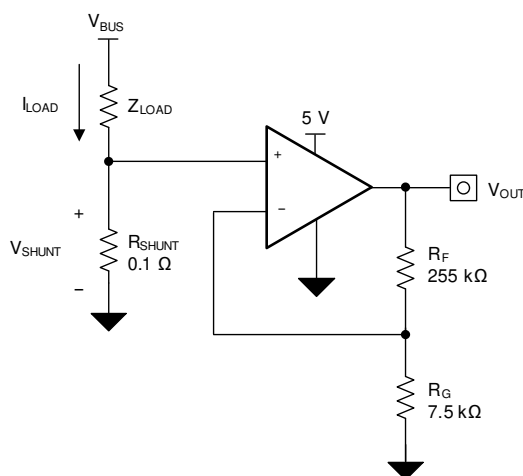 VBUS
ILOAD
ZLOAD
5 V
+
−
VOUT
+
VSHUNT
−
RSHUNT
0.1 Ω
RF
255 kΩ
RG
7.5 kΩ